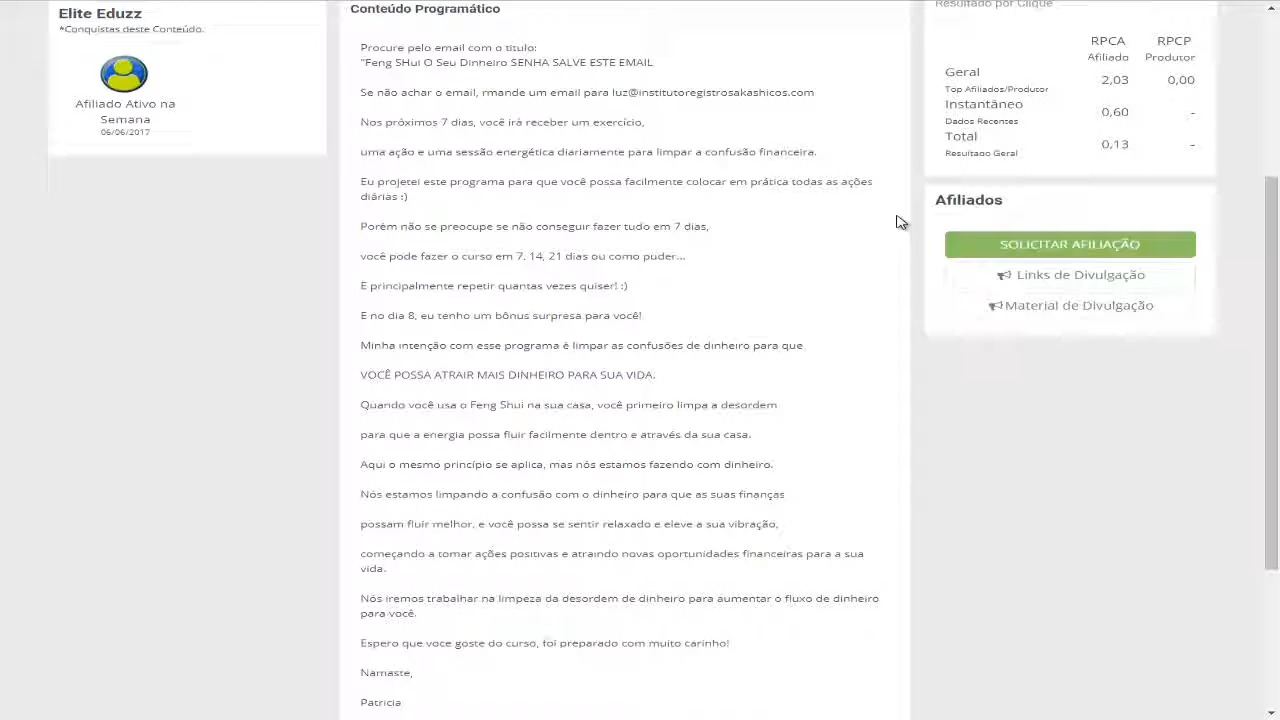 Elite Eduzz
*Conquistas deste Conteúdo.
Afiliado Ativo na
Semana
06/06/2017
Conteúdo Programático
Procure pelo email com o titulo:
"Feng SHui O Seu Dinheiro SENHA SALVE ESTE EMAIL
Se não achar o email, rmande um email para luz@institutoregistrosakashicos.com
Nos próximos 7 dias, você irá receber um exercício,
uma ação e uma sessão energética diariamente para limpar a confusão financeira.
Eu projetei este programa para que você possa facilmente colocar em prática todas as ações
diárias :)
Porém não se preocupe se não conseguir fazer tudo em 7 dias,
você pode fazer o curso em 7, 14, 21 dias ou como puder...
E principalmente repetir quantas vezes quiser! :)
E no dia 8, eu tenho um bônus surpresa para você!
Minha intenção com esse programa é limpar as confusões de dinheiro para que
VOCÊ POSSA ATRAIR MAIS DINHEIRO PARA SUA VIDA.
Quando você usa o Feng Shui na sua casa, você primeiro limpa a desordem
para que a energia possa fluir facilmente dentro e através da sua casa.
Aqui o mesmo princípio se aplica, mas nós estamos fazendo com dinheiro.
Nós estamos limpando a confusão com o dinheiro para que as suas finanças
possam fluir melhor, e você possa se sentir relaxado e eleve a sua vibração,
começando a tomar ações positivas e atraindo novas oportunidades financeiras para a sua
vida.
Nós iremos trabalhar na limpeza da desordem de dinheiro para aumentar o fluxo de dinheiro
para você.
Espero que voce goste do curso, foi preparado com muito carinho!
Namaste,
Patricia
Resultado por Clique
RPCA RPCP
Afiliado Produtor
Geral 2,03 0,00
Top Afiliados/Produtor
Instantâneo 0,60 -
Dados Recentes
Total 0,13 -
Resultado Geral
Afiliados
SOLICITAR AFILIAÇÃO
Links de Divulgação
Material de Divulgação